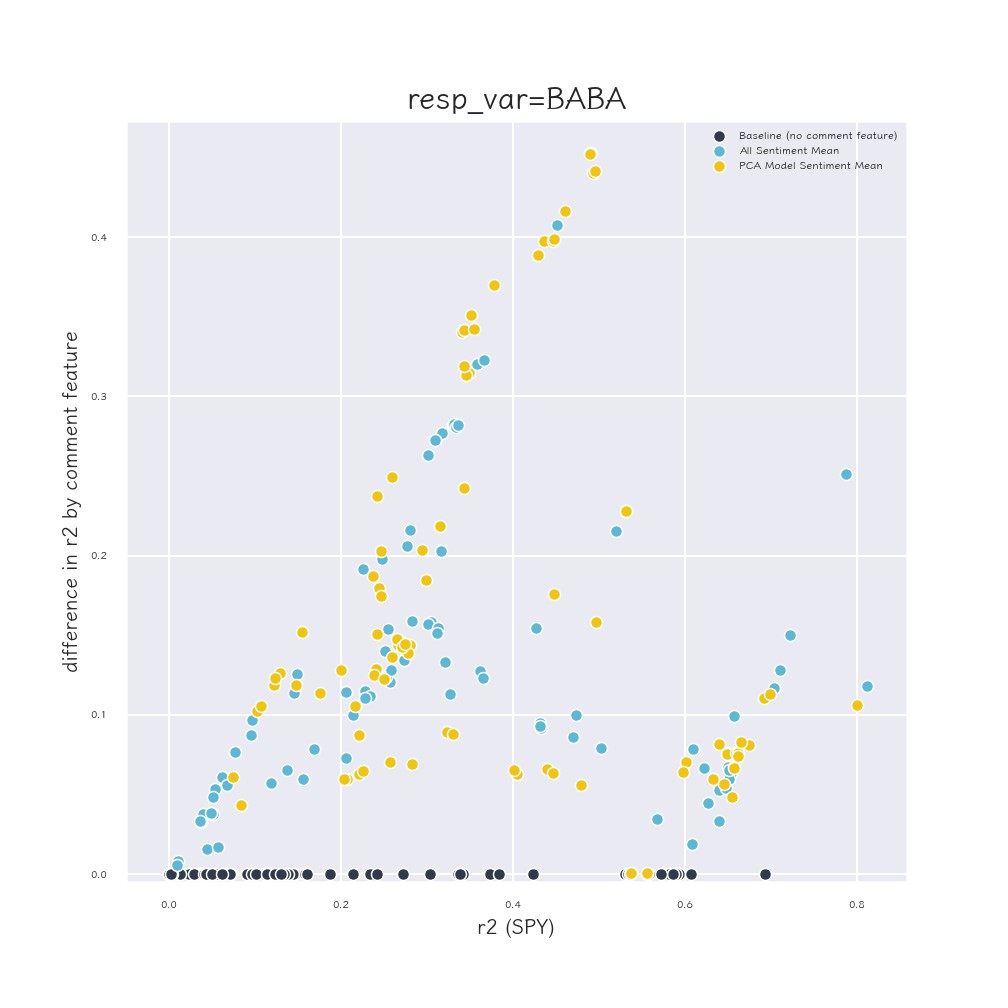 resp_var=BABA
Baseline (no comment feature)
All Sentiment Mean
PCA Model Sentiment Mean
difference in r2 by comment feature
0.4
0.3
0.2
0.1
0.0
0.0 0.2 0.4 0.6 0.8
r2 (SPY)